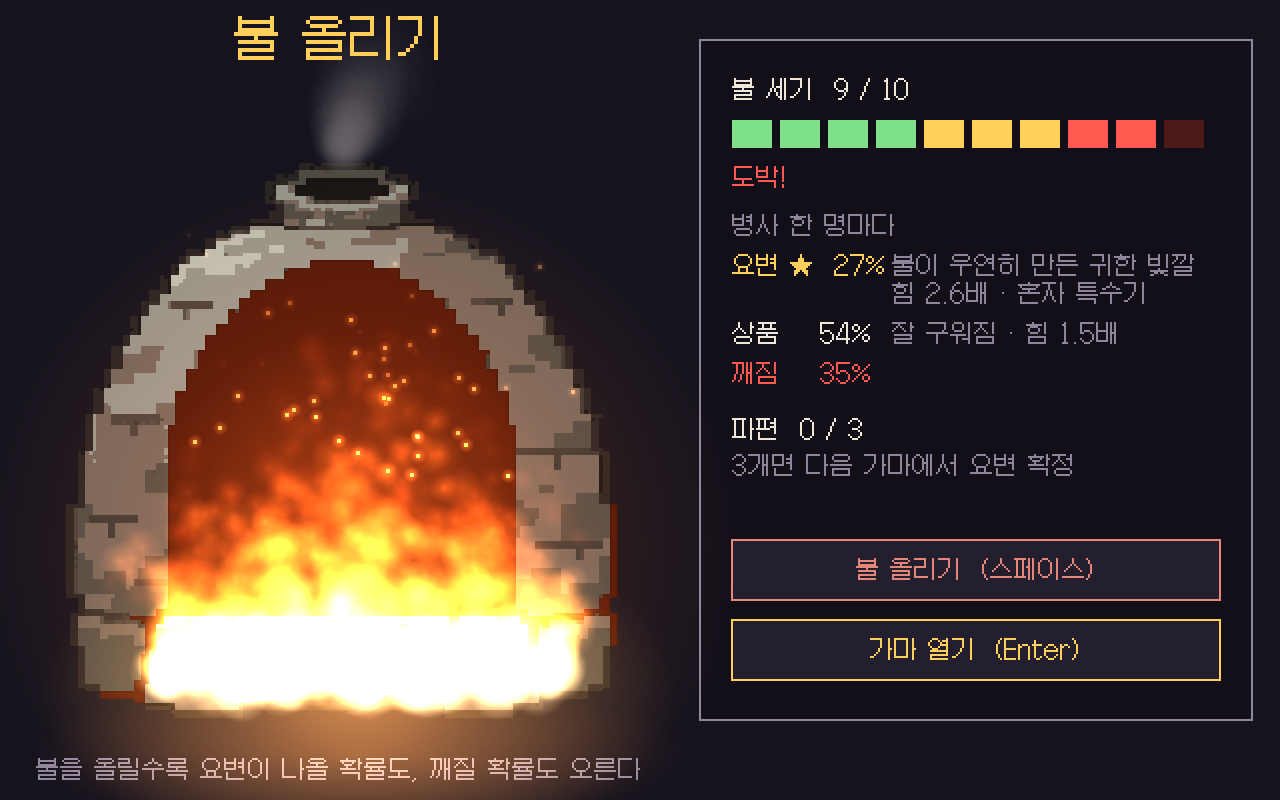 불 올리기
불 세기 9 / 10
도박!
병사 한 명마다
요변 ★ 27% 불이 우연히 만든 귀한 빛깔
힘 2.6배 · 혼자 특수기
상품 54% 잘 구워짐 · 힘 1.5배
깨짐 35%
파편 0 / 3
3개면 다음 가마에서 요변 확정
불 올리기 (스페이스)
가마 열기 (Enter)
불을 올릴수록 요변이 나올 확률도, 깨질 확률도 오른다